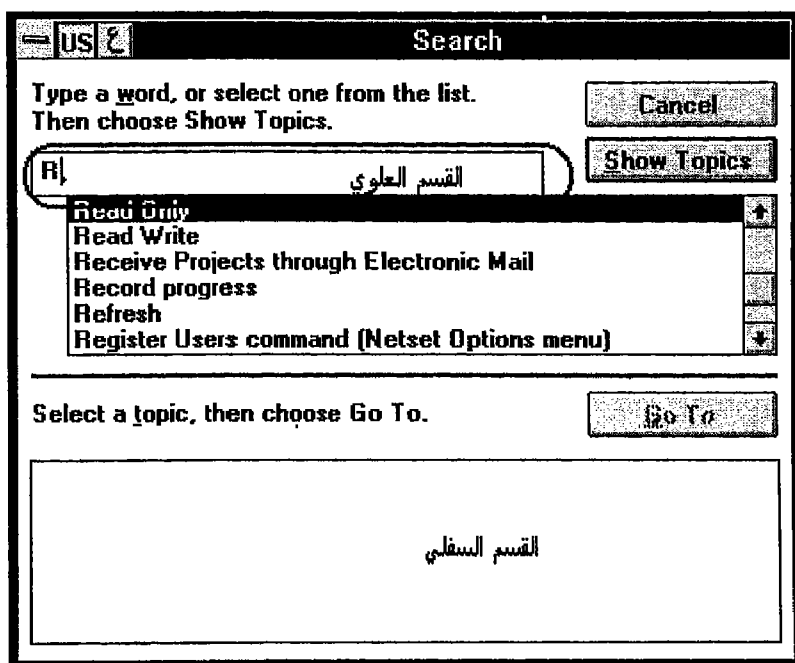 US ع Search
Type a word, or select one from the list.
Then choose Show Topics.
Cancel
Show Topics
R
القسم العلوي
Read Only
Read Write
Receive Projects through Electronic Mail
Record progress
Refresh
Register Users command (Netset Options menu)
Select a topic, then choose Go To.
Go To
القسم السفلي